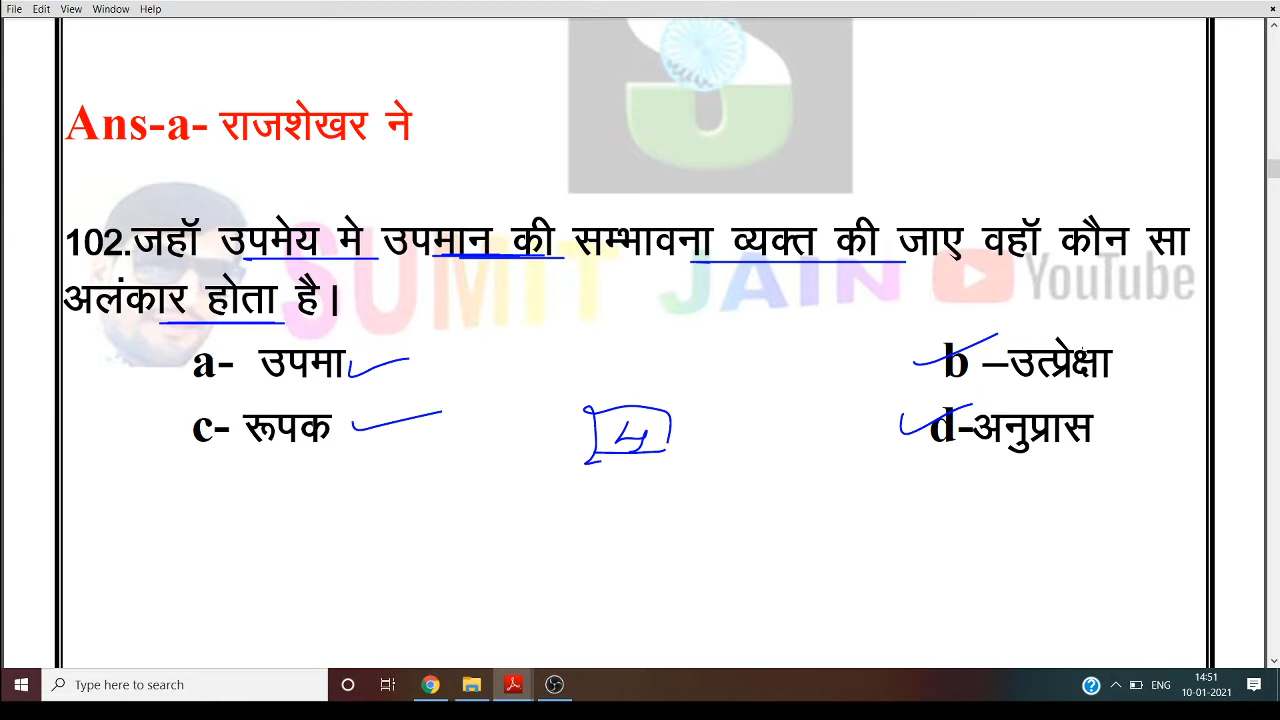 File Edit View Window Help
Ans-a- राजशेखर ने
102.जहॉ उपमेय मे उपमान की सम्भावना व्यक्त की जाए वहॉ कौन सा
अलंकार होता है।
SUMIT JAIN YouTube
a- उपमा b –उत्प्रेक्षा
c- रूपक 4 d-अनुप्रास
Type here to search ENG 14:51
10-01-2021